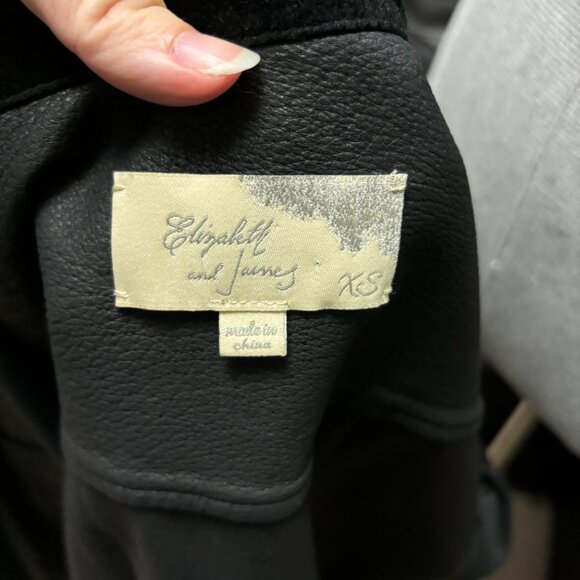 Elizabeth
and James
XS
made in
china